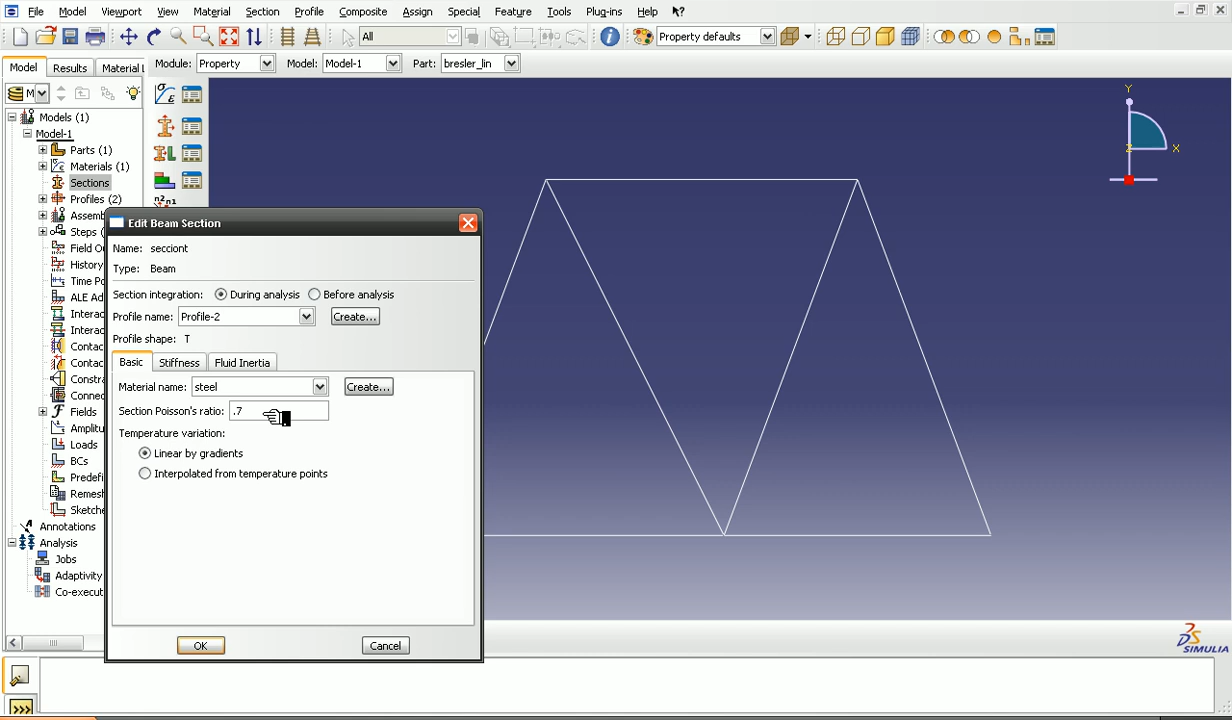 File Model Viewport View Material Section Profile Composite Assign Special Feature Tools Plug-ins Help
All Property defaults
Model Results Material L Module: Property Model: Model-1 Part: bresler_lin
M
Models (1)
Model-1
Parts (1)
Materials (1)
Sections
Profiles (2)
Assemb
Steps (
Field O
History
Time Po
ALE Ad
Interac
Interac
Contac
Contac
Constra
Connec
Fields
Amplitu
Loads
BCs
Predefi
Remesh
Sketche
Annotations
Analysis
Jobs
Adaptivity
Co-execut
n2 n1
Edit Beam Section
Name: secciont
Type: Beam
Section integration: During analysis Before analysis
Profile name: Profile-2 Create...
Profile shape: T
Basic Stiffness Fluid Inertia
Material name: steel Create...
Section Poisson's ratio: .7
Temperature variation:
Linear by gradients
Interpolated from temperature points
OK Cancel
Y
Z X
SIMULIA
>>>